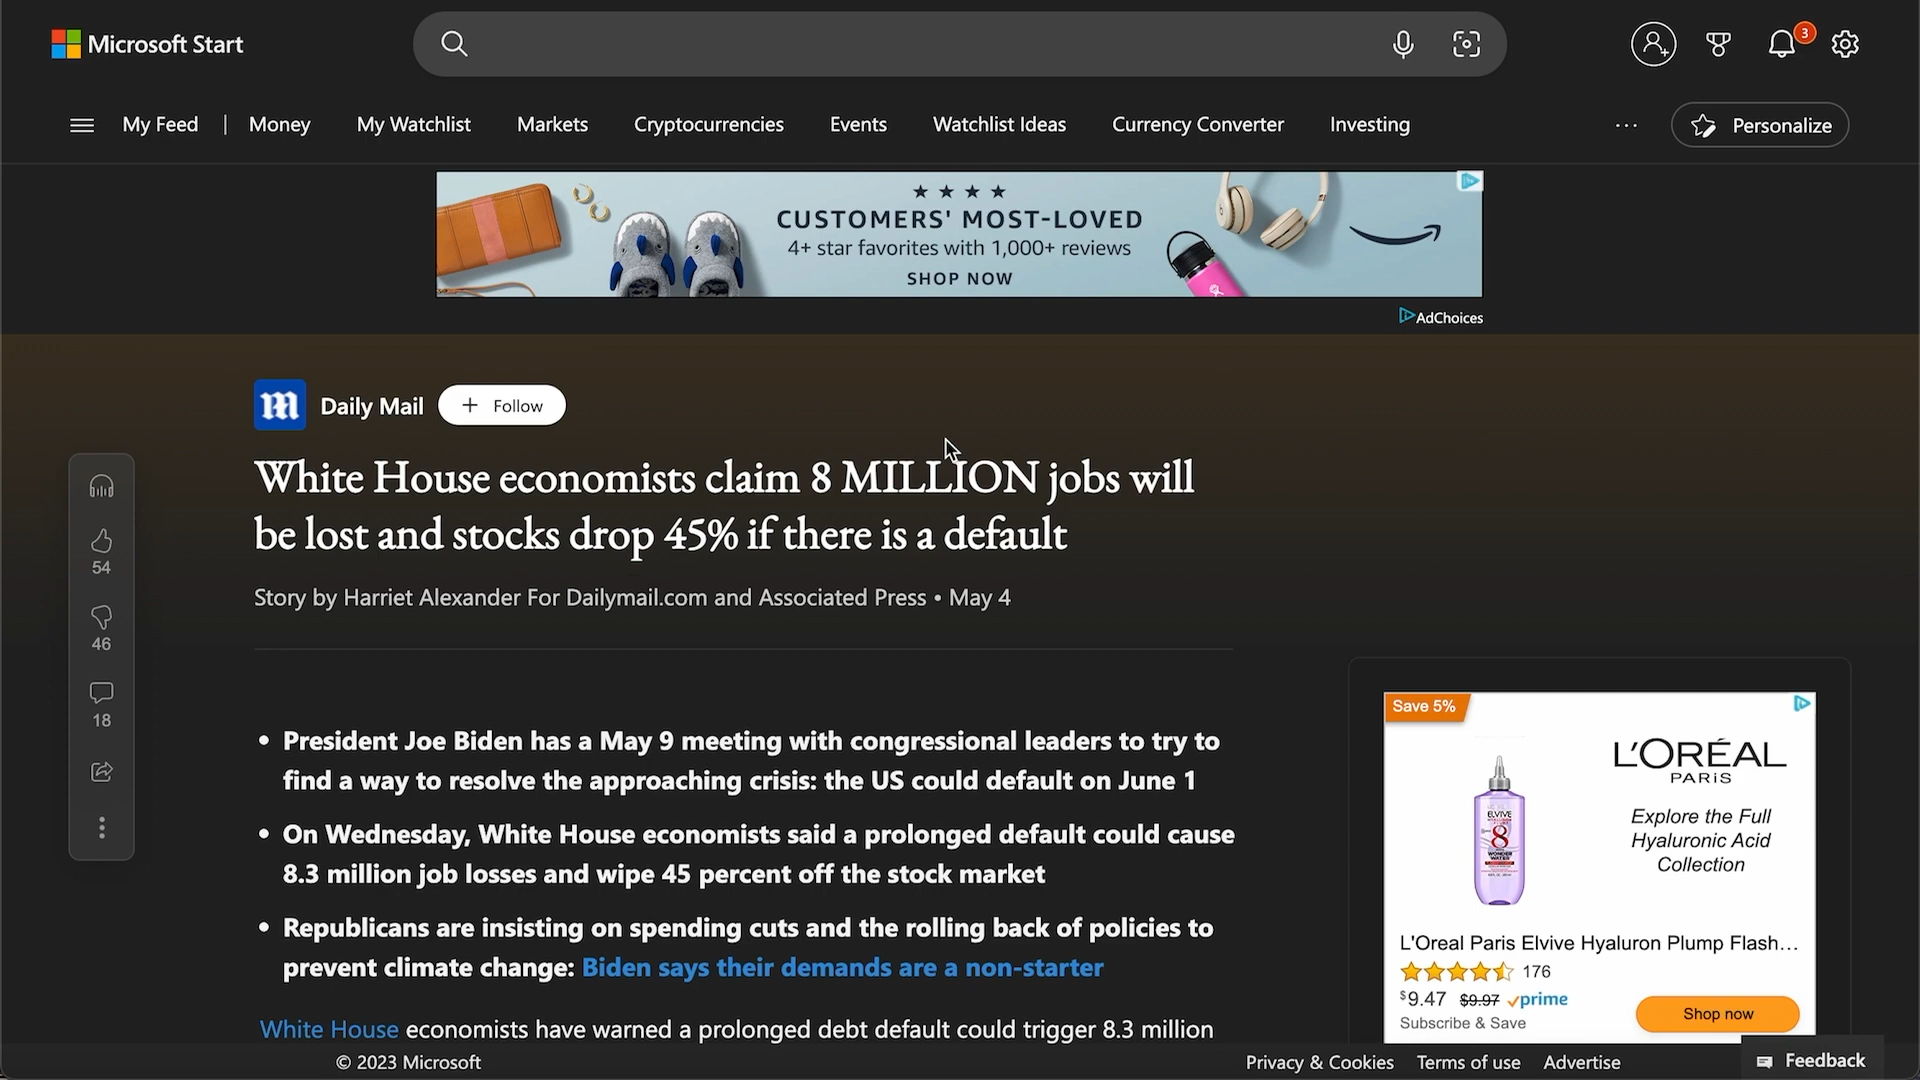 Microsoft Start
3
My Feed | Money My Watchlist Markets Cryptocurrencies Events Watchlist Ideas Currency Converter Investing ... Personalize
CUSTOMERS' MOST-LOVED
4+ star favorites with 1,000+ reviews
SHOP NOW
AdChoices
m Daily Mail + Follow
White House economists claim 8 MILLION jobs will
be lost and stocks drop 45% if there is a default
Story by Harriet Alexander For Dailymail.com and Associated Press • May 4
54
46
18
• President Joe Biden has a May 9 meeting with congressional leaders to try to
find a way to resolve the approaching crisis: the US could default on June 1
• On Wednesday, White House economists said a prolonged default could cause
8.3 million job losses and wipe 45 percent off the stock market
• Republicans are insisting on spending cuts and the rolling back of policies to
prevent climate change: Biden says their demands are a non-starter
White House economists have warned a prolonged debt default could trigger 8.3 million
Save 5%
L'ORÉAL
PARIS
ELVIVE
8
WONDER
WATER
Explore the Full
Hyaluronic Acid
Collection
L'Oreal Paris Elvive Hyaluron Plump Flash...
176
$9.47 $9.97 prime
Subscribe & Save
Shop now
© 2023 Microsoft
Privacy & Cookies Terms of use Advertise Feedback